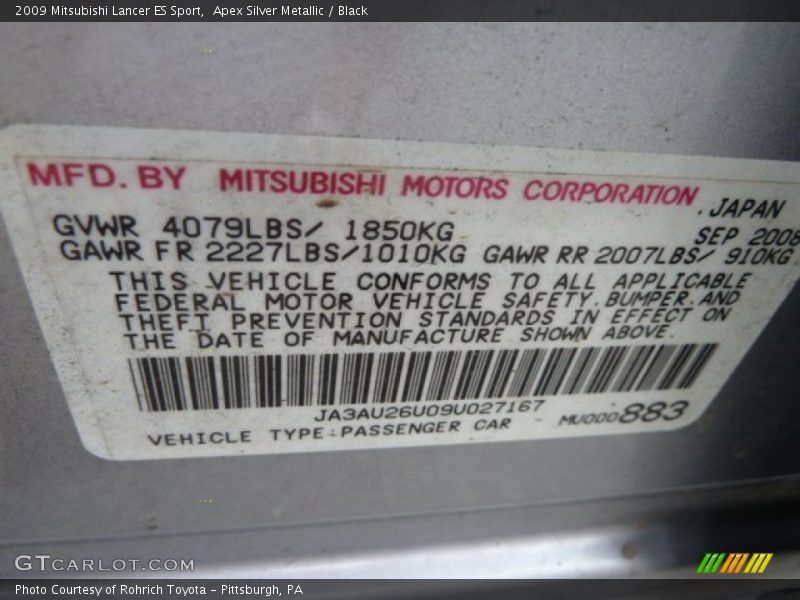 2009 Mitsubishi Lancer ES Sport,  Apex Silver Metallic / Black
MFD. BY MITSUBISHI MOTORS CORPORATION
, JAPAN
GVWR 4079LBS/ 1850KG
SEP 2008
GAWR FR 2227LBS/1010KG GAWR RR 2007LBS/ 910KG
THIS VEHICLE CONFORMS TO ALL APPLICABLE
FEDERAL MOTOR VEHICLE SAFETY, BUMPER, AND
THEFT PREVENTION STANDARDS IN EFFECT ON
THE DATE OF MANUFACTURE SHOWN ABOVE.
JA3AU26U09U027167
VEHICLE TYPE:PASSENGER CAR
MU000883
GTCARLOT.COM
Photo Courtesy of Rohrich Toyota - Pittsburgh, PA